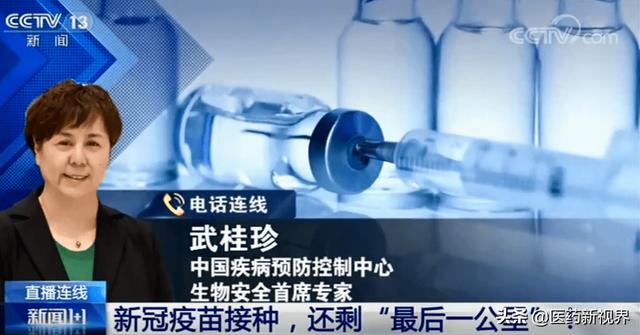 CCTV 13
新闻
CCTV.com
电话连线
武桂珍
中国疾病预防控制中心
生物安全首席专家
直播连线
新闻1+1
新冠疫苗接种，还剩“最后一公里”
头条@医药新视界